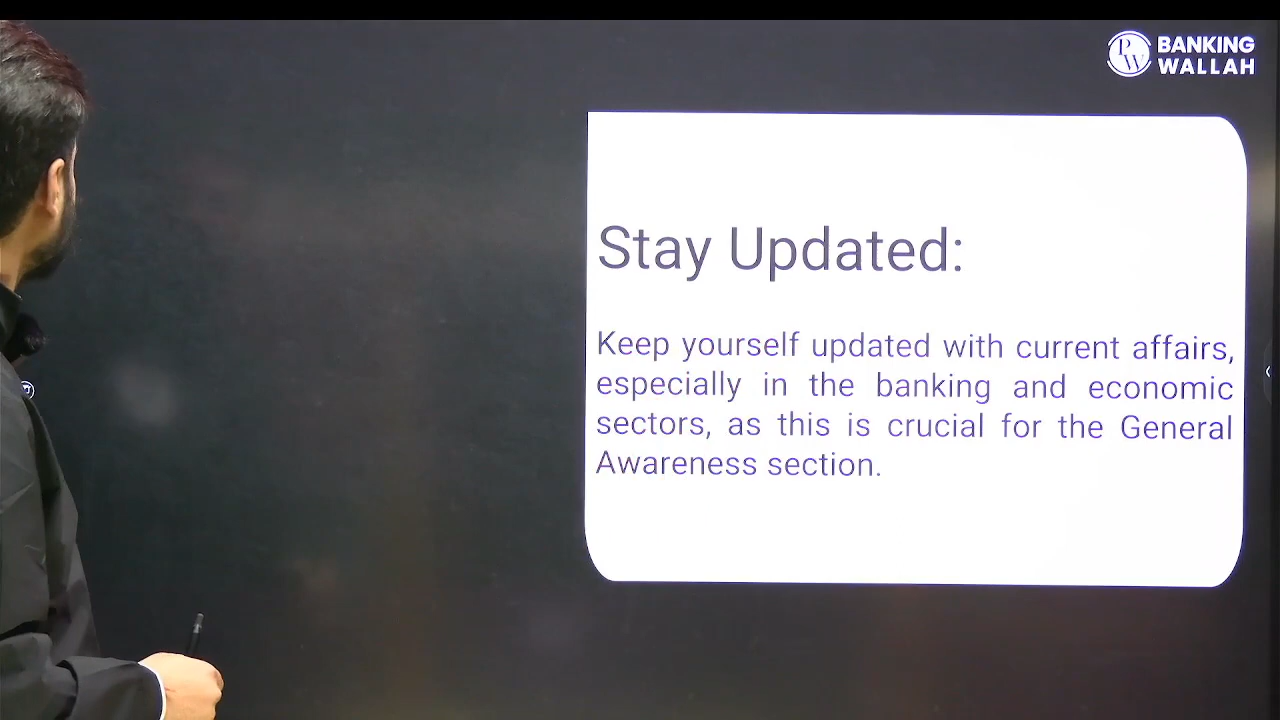 PW BANKING
WALLAH
Stay Updated:
Keep yourself updated with current affairs,
especially in the banking and economic
sectors, as this is crucial for the General
Awareness section.